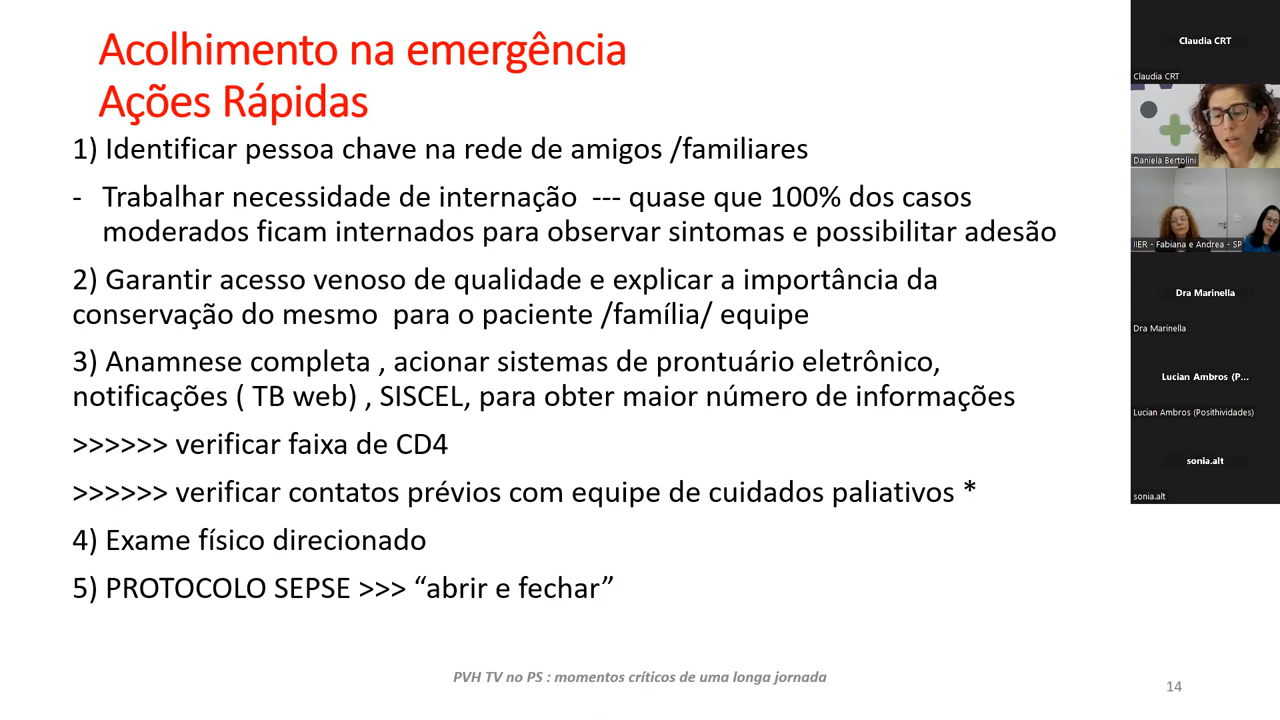 Acolhimento na emergência
Ações Rápidas
1) Identificar pessoa chave na rede de amigos /familiares
- Trabalhar necessidade de internação --- quase que 100% dos casos
moderados ficam internados para observar sintomas e possibilitar adesão
2) Garantir acesso venoso de qualidade e explicar a importância da
conservação do mesmo para o paciente /família/ equipe
3) Anamnese completa , acionar sistemas de prontuário eletrônico,
notificações ( TB web) , SISCEL, para obter maior número de informações
>>>>>> verificar faixa de CD4
>>>>>> verificar contatos prévios com equipe de cuidados paliativos *
4) Exame físico direcionado
5) PROTOCOLO SEPSE >>> “abrir e fechar”
PVH TV no PS : momentos críticos de uma longa jornada
14
Claudia CRT
Claudia CRT
Daniela Bertolini
IIER - Fabiana e Andrea - SP
Dra Marinella
Dra Marinella
Lucian Ambros (P...
Lucian Ambros (Posithividades)
sonia.alt
sonia.alt